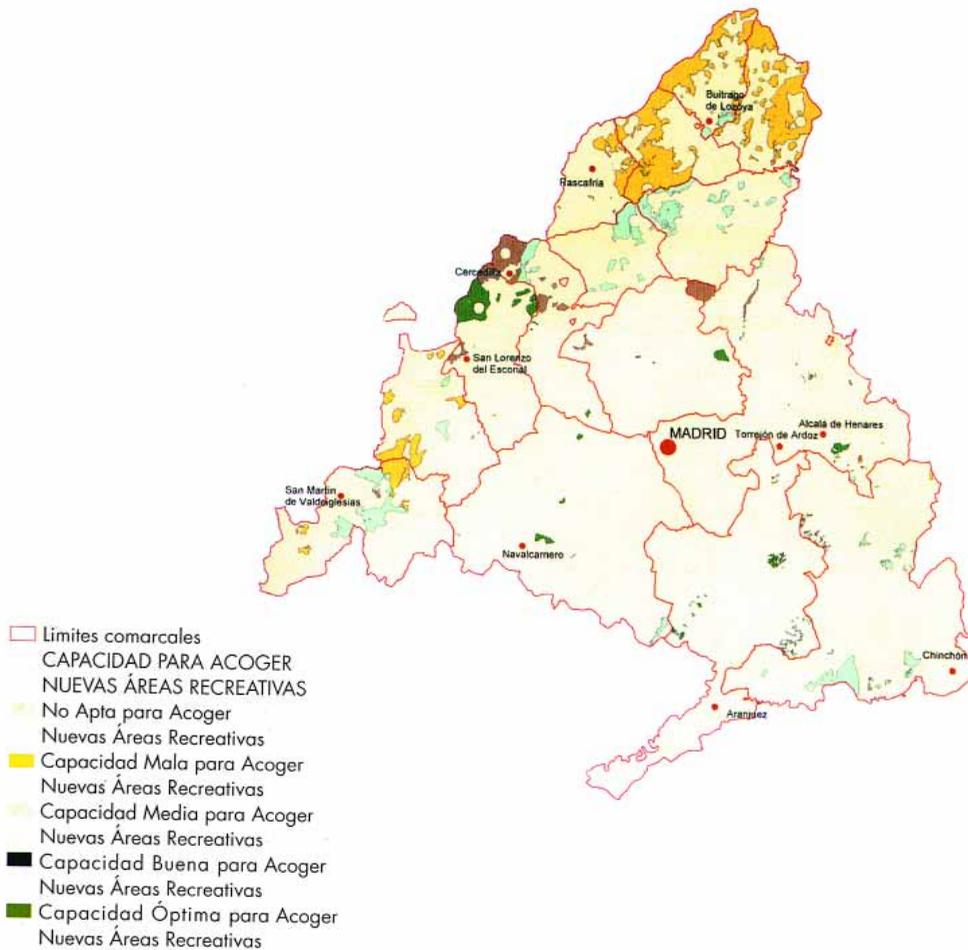 Buitrago
de Lozoya
Rascafría
Cercedilla
San Lorenzo
del Escorial
MADRID
Alcalá de Henares
Torrejón de Ardoz
San Martín
de Valdeiglesias
Navalcarnero
Chinchón
Aranjuez
Límites comarcales
CAPACIDAD PARA ACOGER
NUEVAS ÁREAS RECREATIVAS
No Apta para Acoger
Nuevas Áreas Recreativas
Capacidad Mala para Acoger
Nuevas Áreas Recreativas
Capacidad Media para Acoger
Nuevas Áreas Recreativas
Capacidad Buena para Acoger
Nuevas Áreas Recreativas
Capacidad Óptima para Acoger
Nuevas Áreas Recreativas